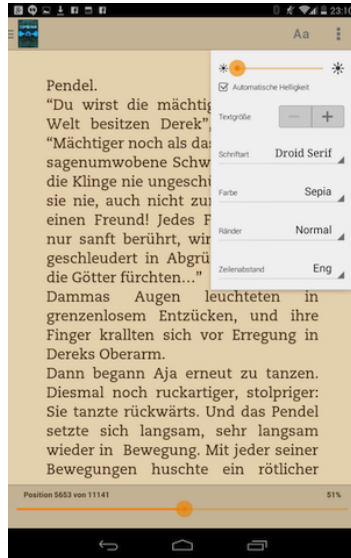 23:10
Aa
Automatische Helligkeit
Textgröße
Schriftart Droid Serif
Farbe Sepia
Ränder Normal
Zeilenabstand Eng
Pendel.
“Du wirst die mächtig
Welt besitzen Derek”,
“Mächtiger noch als da
sagenumwobene Schw
die Klinge nie ungesch
sie nie, auch nicht zu
einen Freund! Jedes F
nur sanft berührt, wir
geschleudert in Abgrü
die Götter fürchten...”
Dammas Augen leuchteten in
grenzenlosem Entzücken, und ihre
Finger krallten sich vor Erregung in
Dereks Oberarm.
Dann begann Aja erneut zu tanzen.
Diesmal noch ruckartiger, stolpriger:
Sie tanzte rückwärts. Und das Pendel
setzte sich langsam, sehr langsam
wieder in Bewegung. Mit jeder seiner
Bewegungen huschte ein rötlicher
Position 5653 von 11141 51%